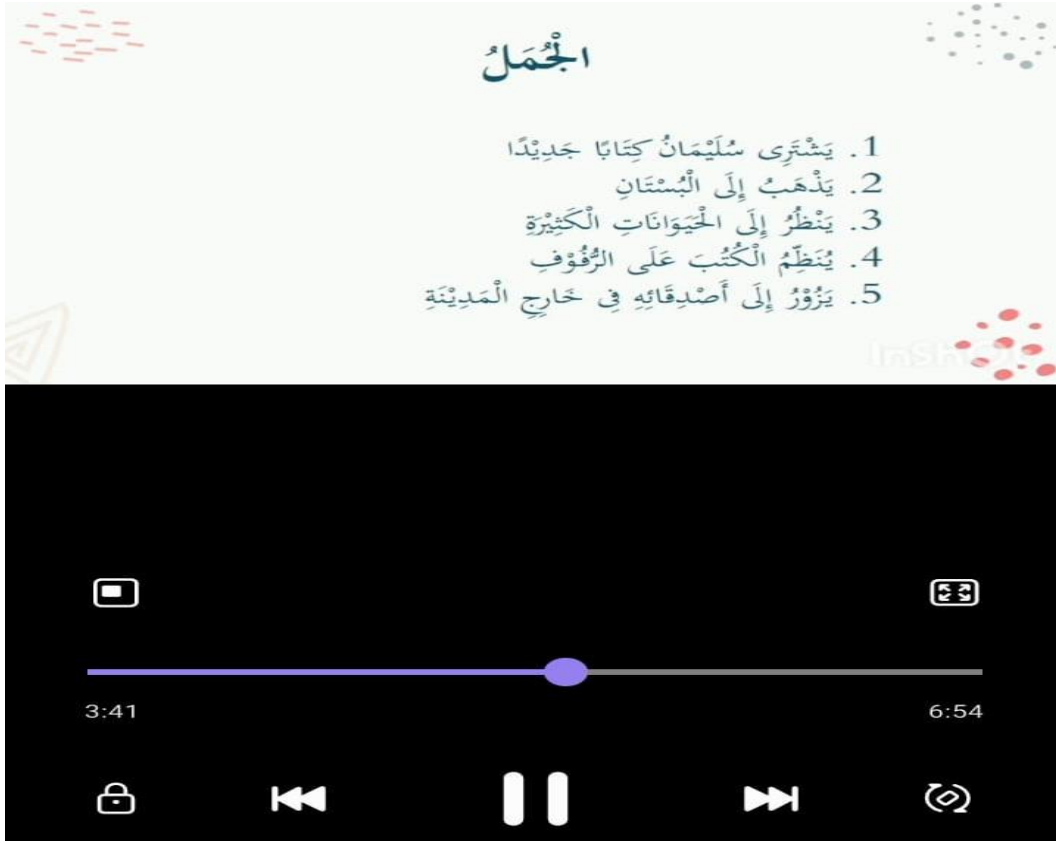 الْجُمَلُ
1. يَشْتَرِى سُلَيْمَانُ كِتَابًا جَدِيْدًا
2. يَذْهَبُ إِلَى الْبُسْتَانِ
3. يَنْظُرُ إِلَى الْحَيَوَانَاتِ الْكَثِيْرَةِ
4. يُنَظِّمُ الْكُتُبَ عَلَى الرُّفُوْفِ
5. يَزُوْرُ إِلَى أَصْدِقَائِهِ فِى خَارِجِ الْمَدِيْنَةِ
InShOt
3:41
6:54